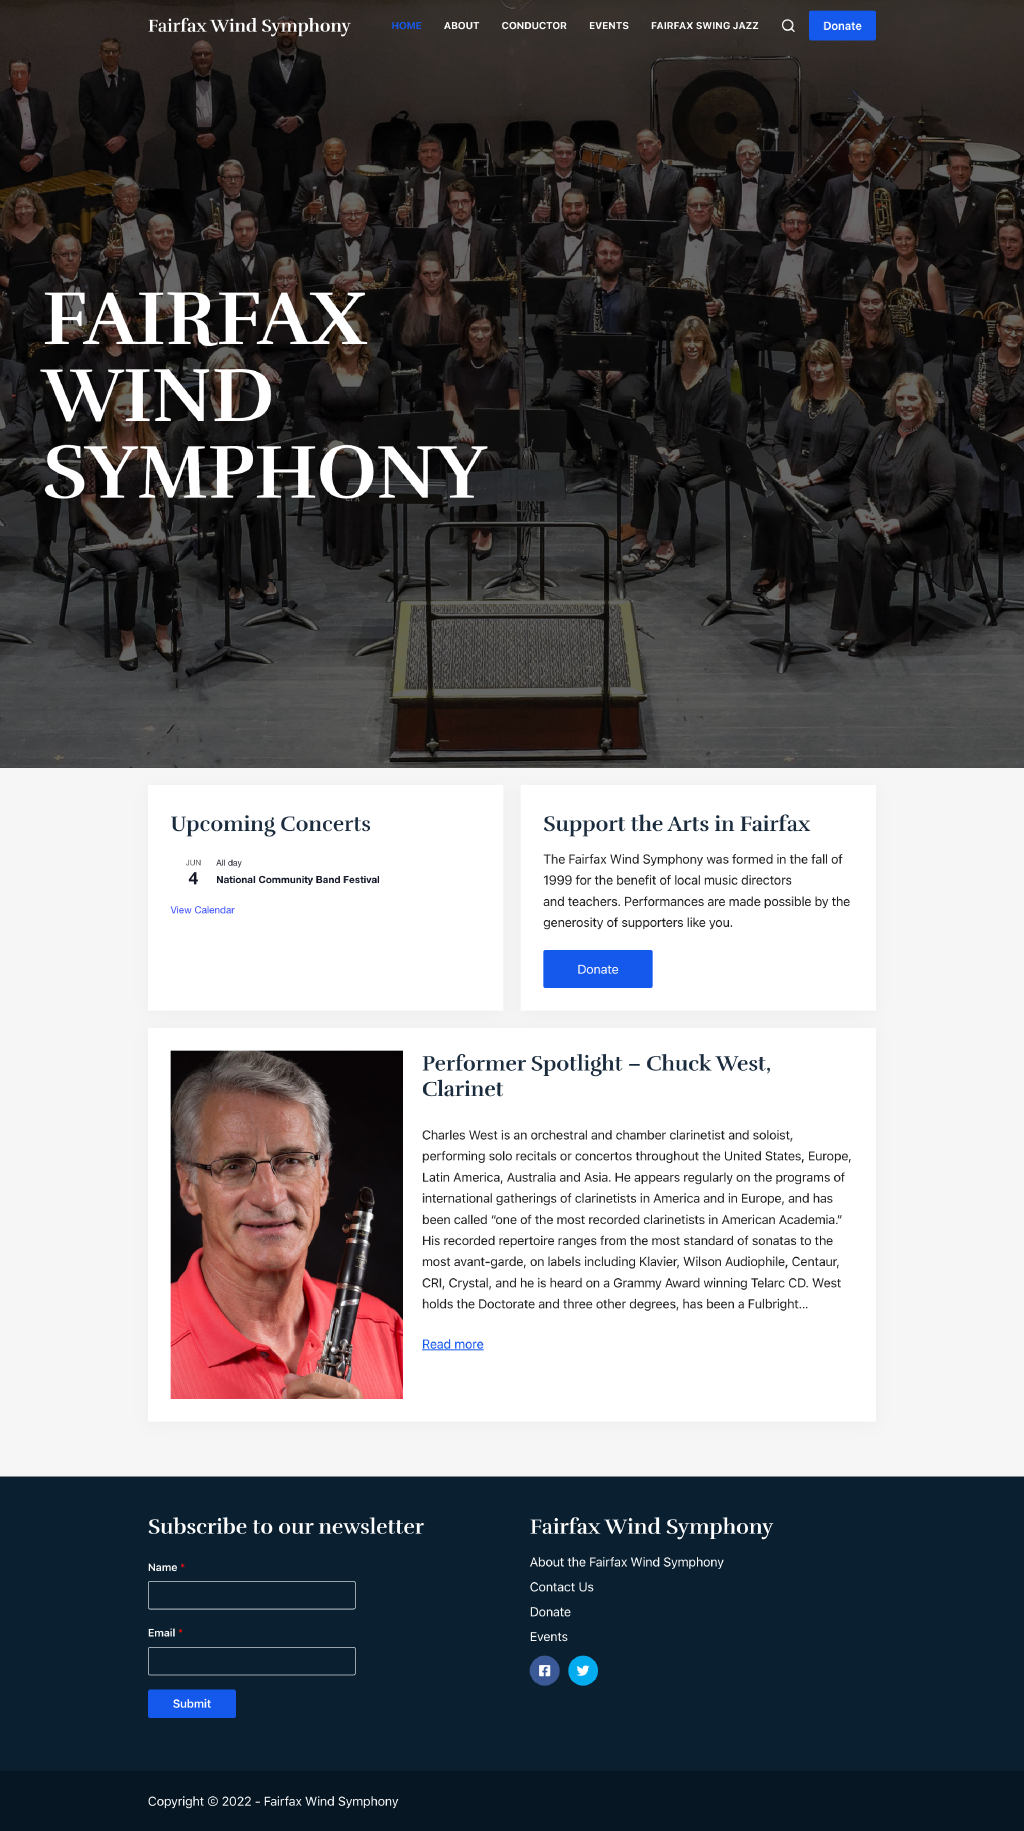 Fairfax Wind Symphony
HOME
ABOUT
CONDUCTOR
EVENTS
FAIRFAX SWING JAZZ
Donate
FAIRFAX
WIND
SYMPHONY
Upcoming Concerts
JUN
4
All day
National Community Band Festival
View Calendar
Support the Arts in Fairfax
The Fairfax Wind Symphony was formed in the fall of
1999 for the benefit of local music directors
and teachers. Performances are made possible by the
generosity of supporters like you.
Donate
Performer Spotlight – Chuck West,
Clarinet
Charles West is an orchestral and chamber clarinetist and soloist,
performing solo recitals or concertos throughout the United States, Europe,
Latin America, Australia and Asia. He appears regularly on the programs of
international gatherings of clarinetists in America and in Europe, and has
been called “one of the most recorded clarinetists in American Academia.”
His recorded repertoire ranges from the most standard of sonatas to the
most avant-garde, on labels including Klavier, Wilson Audiophile, Centaur,
CRI, Crystal, and he is heard on a Grammy Award winning Telarc CD. West
holds the Doctorate and three other degrees, has been a Fulbright...
Read more
Subscribe to our newsletter
Name *
Email *
Submit
Fairfax Wind Symphony
About the Fairfax Wind Symphony
Contact Us
Donate
Events
Copyright © 2022 - Fairfax Wind Symphony